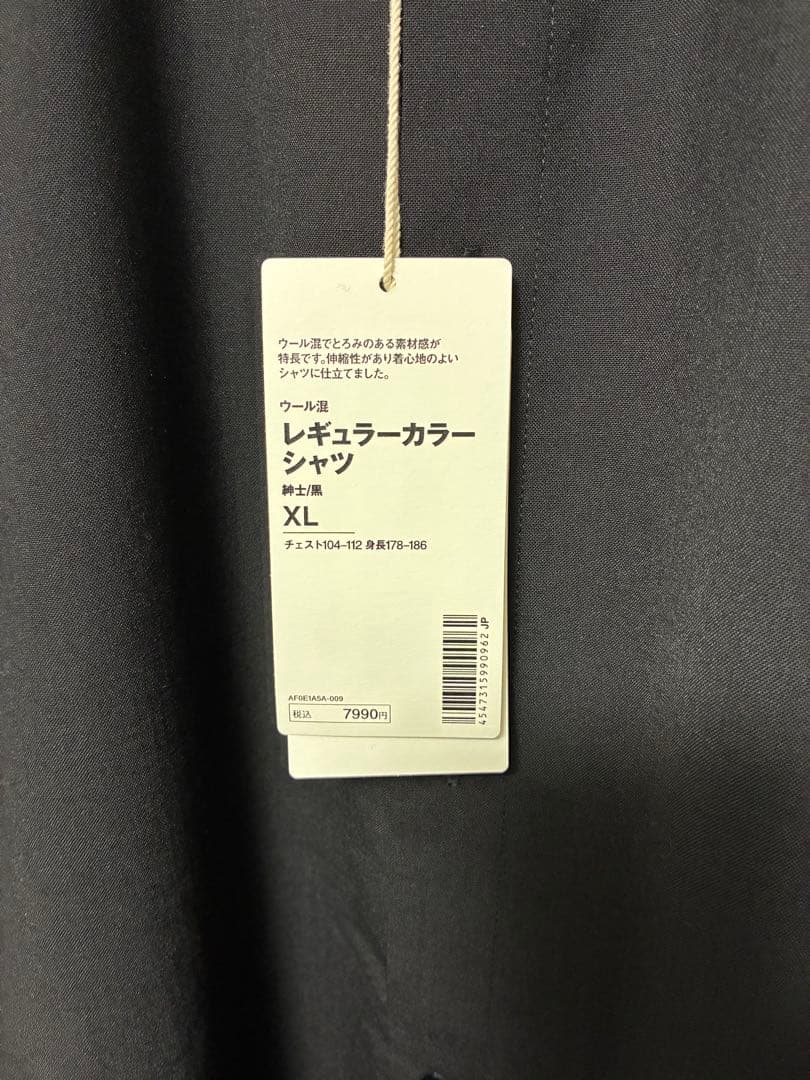 ウール混でとろみのある素材感が
特長です。伸縮性があり着心地のよい
シャツに仕立てました。
ウール混
レギュラーカラー
シャツ
紳士/黒
XL
チェスト104–112 身長178–186
4547315990962 JP
AF0E1A5A-009
税込 7990円